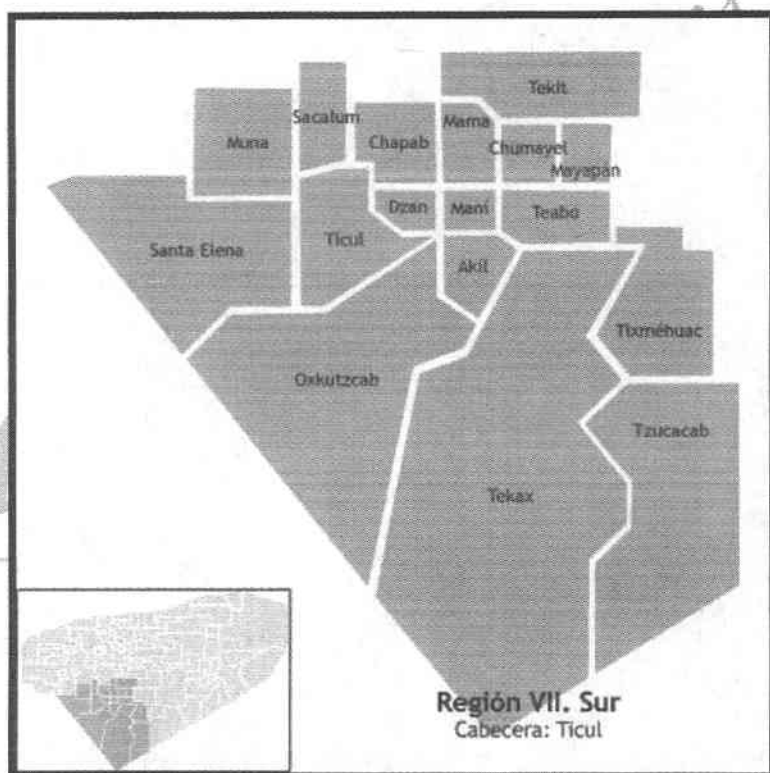 Tekit
Sacalum
Mama
Muna
Chapab
Chumayel
Mayapan
Dzan
Maní
Teabo
Ticul
Santa Elena
Akil
Tixméhuac
Oxkutzcab
Tzucacab
Tekax
Región VII. Sur
Cabecera: Ticul